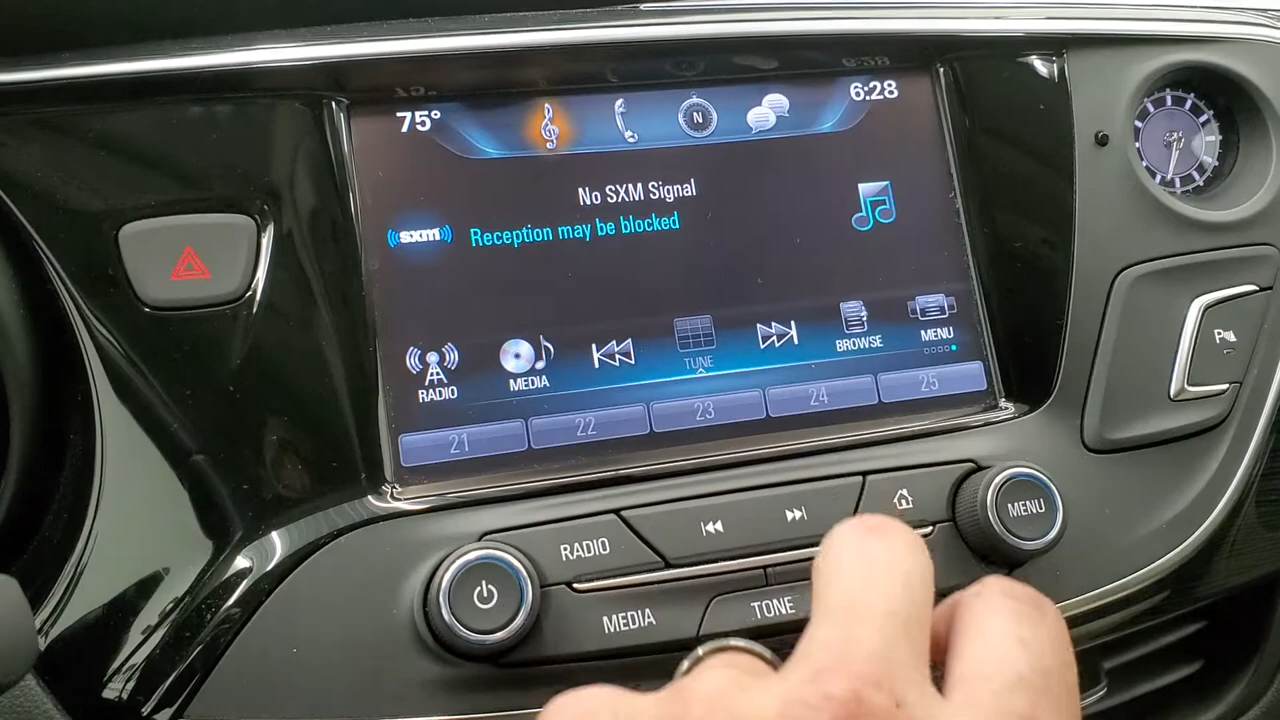 75°
N
6:28
No SXM Signal
((sxm))
Reception may be blocked
RADIO
MEDIA
TUNE
BROWSE
MENU
21
22
23
24
25
RADIO
MENU
MEDIA
TONE